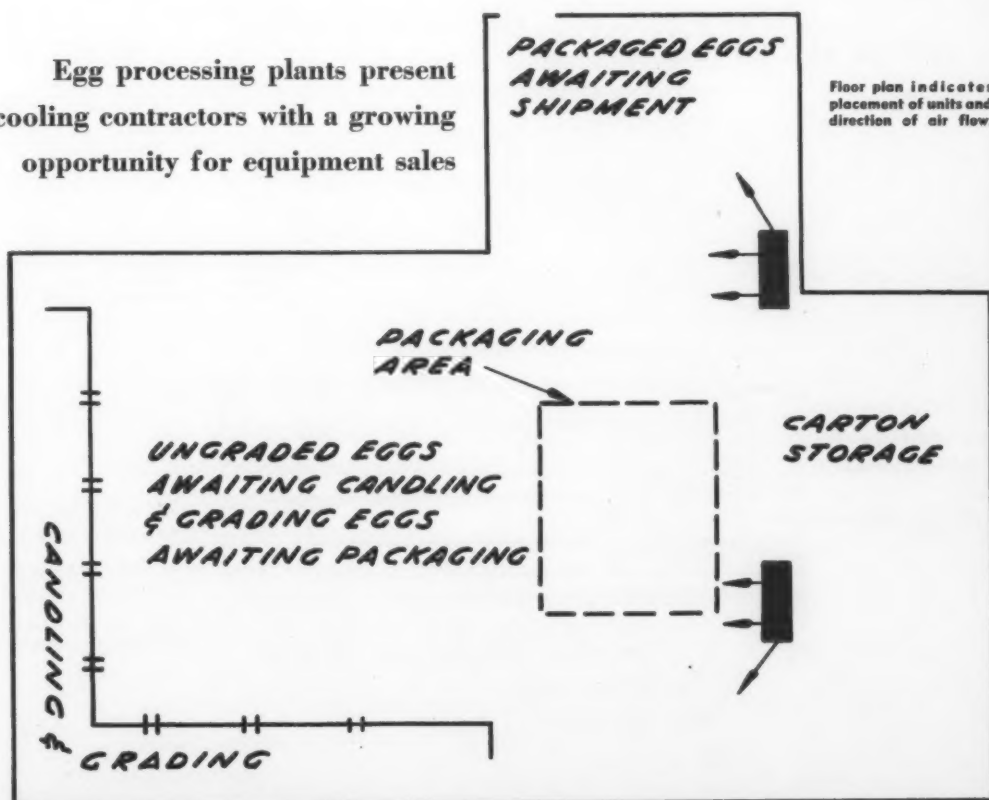 Egg processing plants present
cooling contractors with a growing
opportunity for equipment sales
PACKAGED EGGS
AWAITING
SHIPMENT
Floor plan indicates
placement of units and
direction of air flow
PACKAGING
AREA
CARTON
STORAGE
UNGRADED EGGS
AWAITING CANDLING
& GRADING EGGS
AWAITING PACKAGING
CANDLING &
GRADING